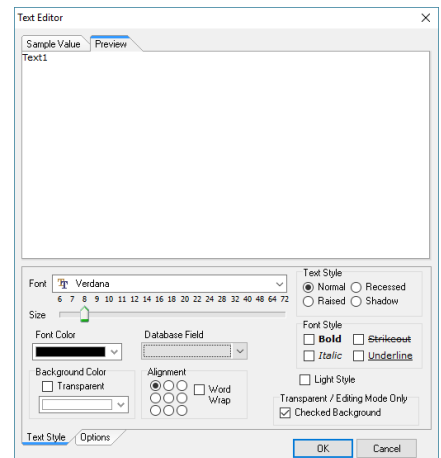 Text Editor
Sample Value Preview
Text1
Font Verdana
6 7 8 9 10 11 12 14 16 18 20 22 24 28 32 40 48 64 72
Size
Font Color Database Field
Background Color
Transparent
Alignment
Word
Wrap
Text Style
Normal Recessed
Raised Shadow
Font Style
Bold Strikeout
Italic Underline
Light Style
Transparent / Editing Mode Only
Checked Background
Text Style Options
OK Cancel